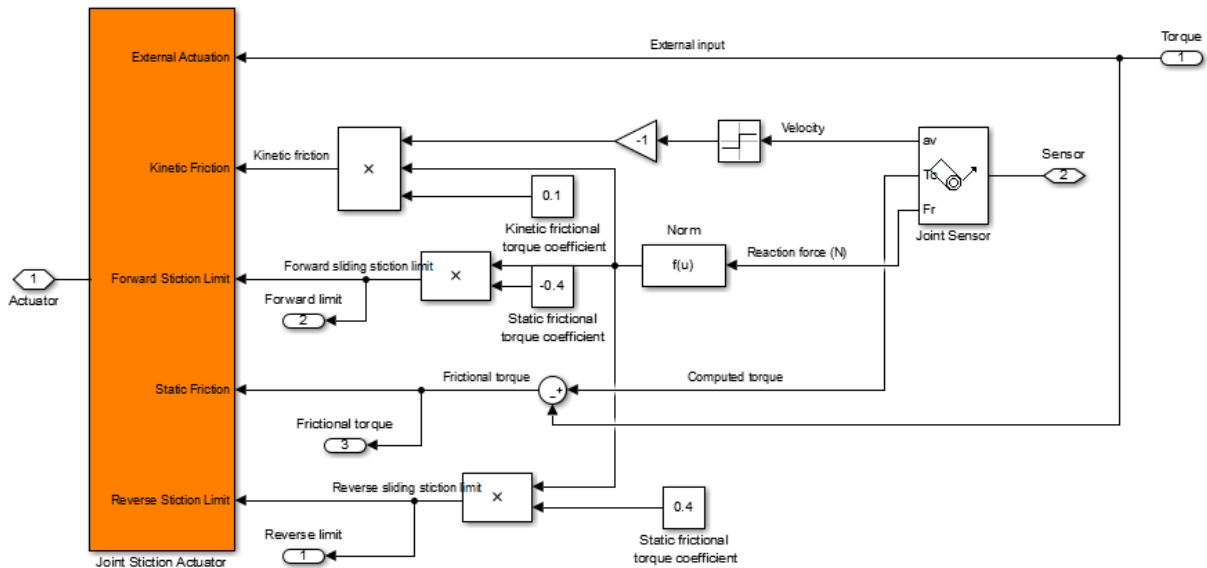 External input
Torque
1
External Actuation
-1
Velocity
av
Kinetic friction
Kinetic Friction
×
Tc
Sensor
2
0.1
Fr
Kinetic frictional
torque coefficient
Norm
Joint Sensor
f(u)
Reaction force (N)
1
Actuator
Forward Stiction Limit
Forward sliding stiction limit
×
-0.4
Forward limit
2
Static frictional
torque coefficient
Static Friction
Frictional torque
-+
Computed torque
Frictional torque
3
Reverse Stiction Limit
Reverse sliding stiction limit
×
0.4
Reverse limit
1
Static frictional
torque coefficient
Joint Stiction Actuator